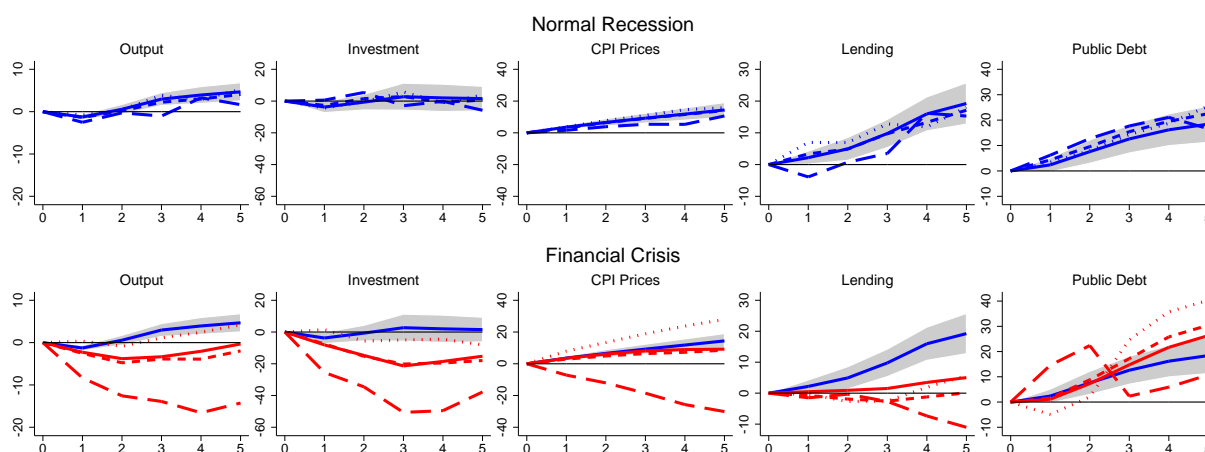 Normal Recession
Output Investment CPI Prices Lending Public Debt
10 20 40 30 40
0 0 20 20 30
-10 -20 0 10 20
-20 -40 -20 0 10
-60 -40 -10 0
-10
0 1 2 3 4 5 0 1 2 3 4 5 0 1 2 3 4 5 0 1 2 3 4 5 0 1 2 3 4 5
Financial Crisis
Output Investment CPI Prices Lending Public Debt
10 20 40 30 40
0 0 20 20 30
-10 -20 0 10 20
-20 -40 -20 0 10
-60 -40 -10 0
-10
0 1 2 3 4 5 0 1 2 3 4 5 0 1 2 3 4 5 0 1 2 3 4 5 0 1 2 3 4 5